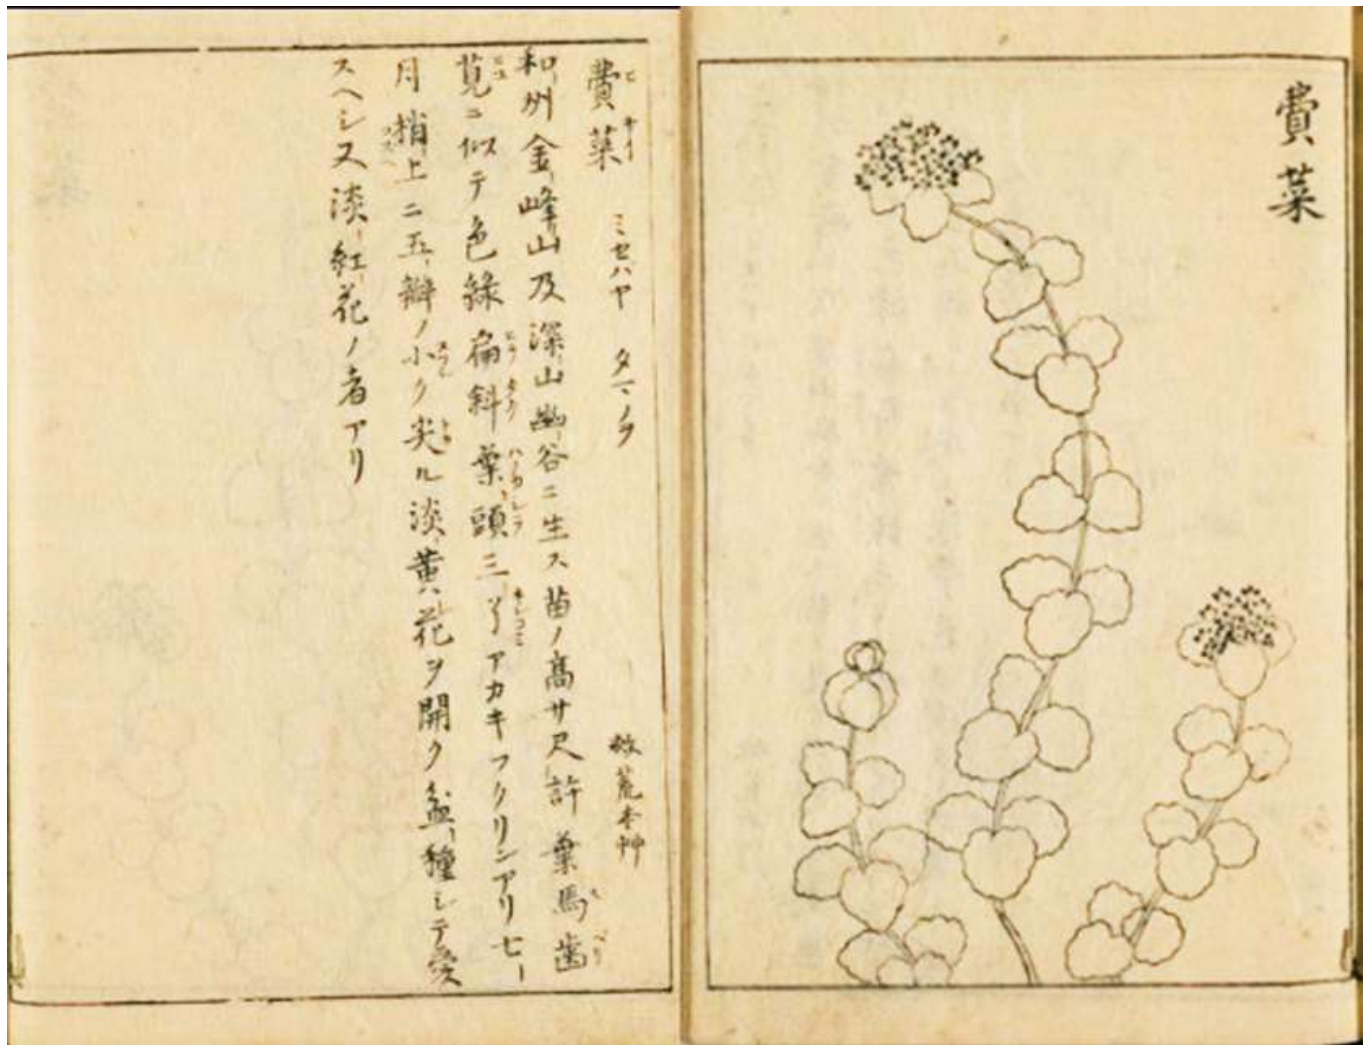 費菜
費菜 ミセバヤ タマノヲ 救荒本艸
和州金峰山及深山幽谷ニ生ス苗ノ高サ尺許葉馬歯
莧ニ似テ色緑扁斜葉頭三 アカキフクリンアリ七
月梢上ニ五瓣ノ小ク尖ル淡黄花ヲ開ク盆種シテ愛
スヘシ又淡紅花ノ者アリ